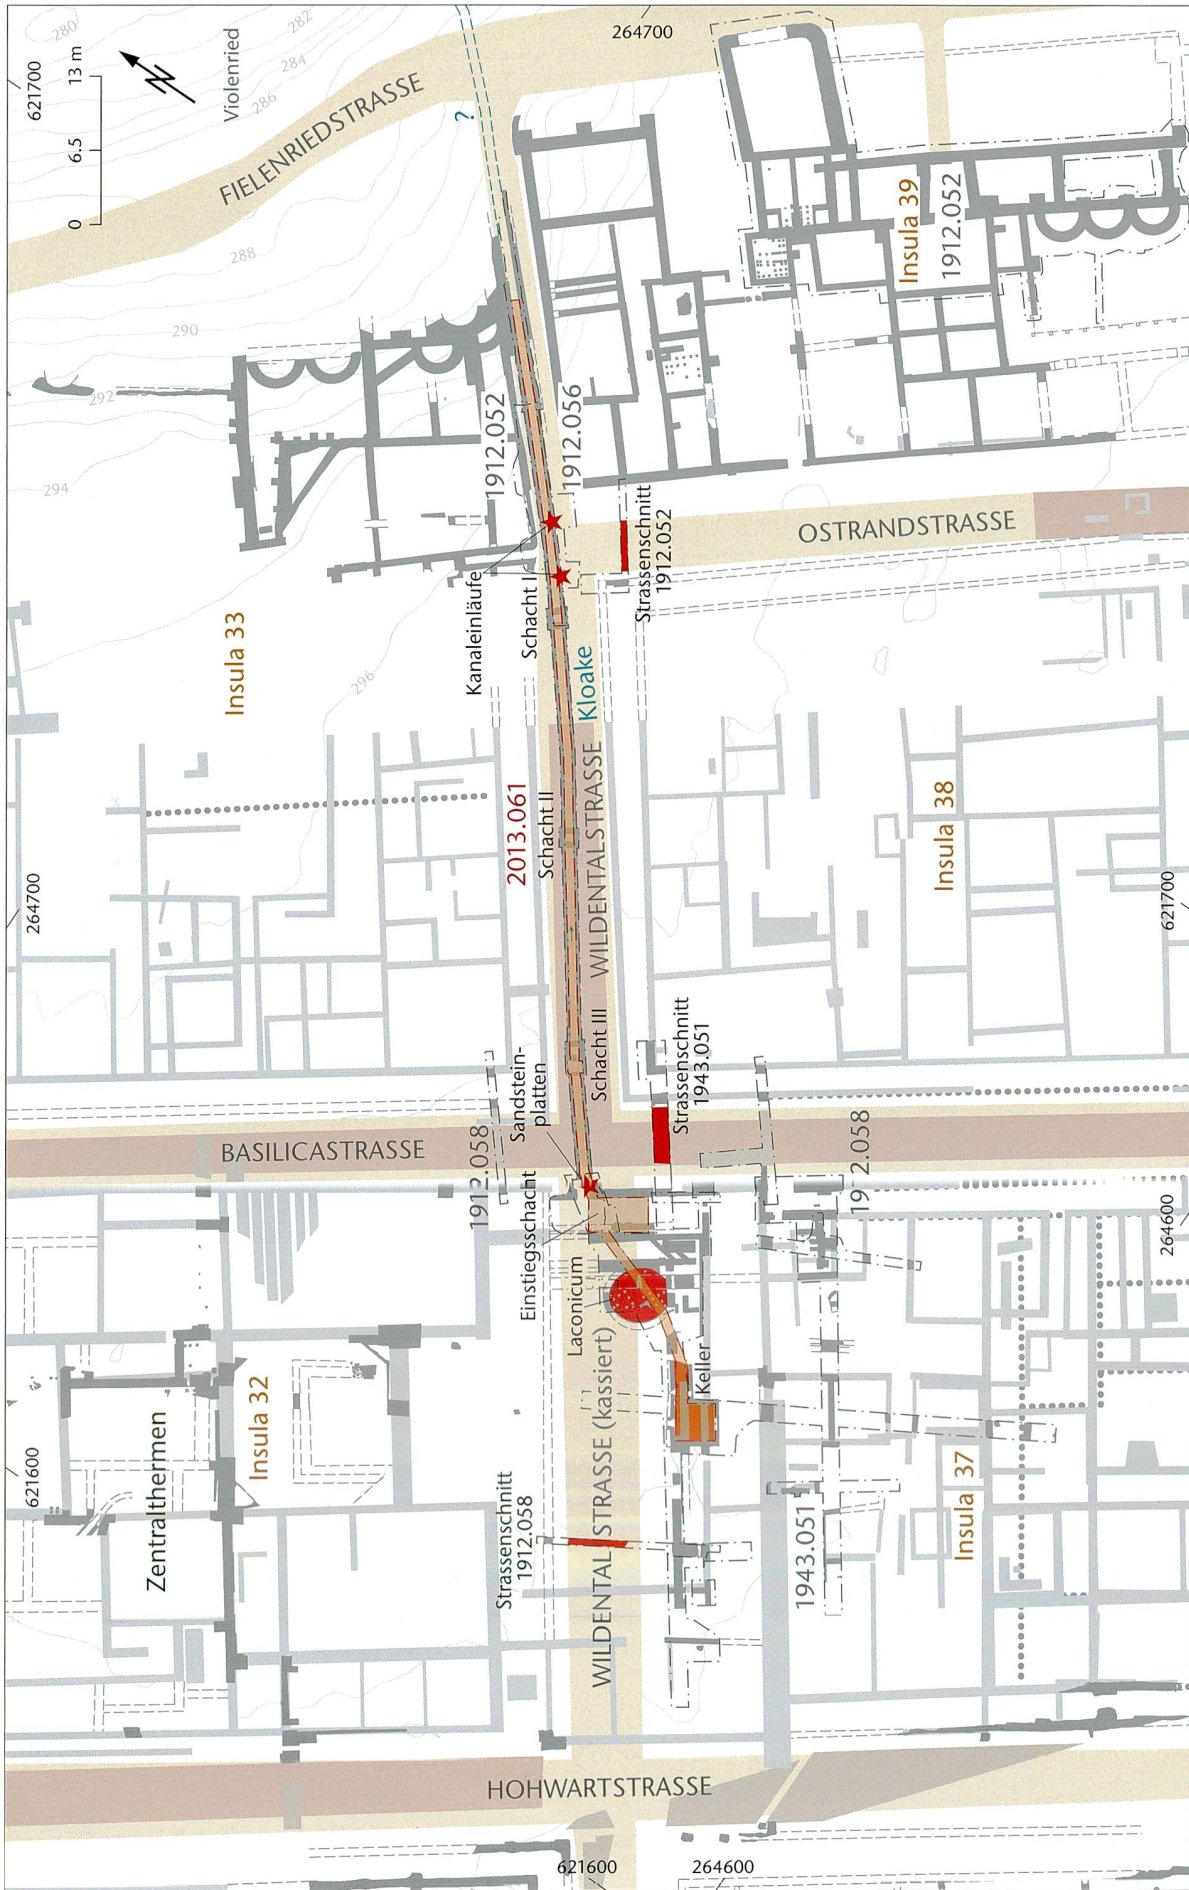 621700
0 6.5 13 m
Violenried
280
282
284
286
288
290
292
294
296
264700
FIELENRIEDSTRASSE
?
Insula 39
1912.052
1912.052
1912.056
OSTRANDSTRASSE
Strassenschnitt
1912.052
Kanaleinläufe
Schacht I
Insula 33
Kloake
2013.061
Schacht II
WILDENTALSTRASSE
Insula 38
264700
621700
Schacht III
Sandstein-
platten
Strassenschnitt
1943.051
BASILICASTRASSE
1912.058
1912.058
264600
Einstiegsschacht
Laconicum
Keller
WILDENTALSTRASSE (kassiert)
Insula 32
Zentralthermen
621600
Strassenschnitt
1912.058
1943.051
Insula 37
HOHWARTSTRASSE
621600
264600